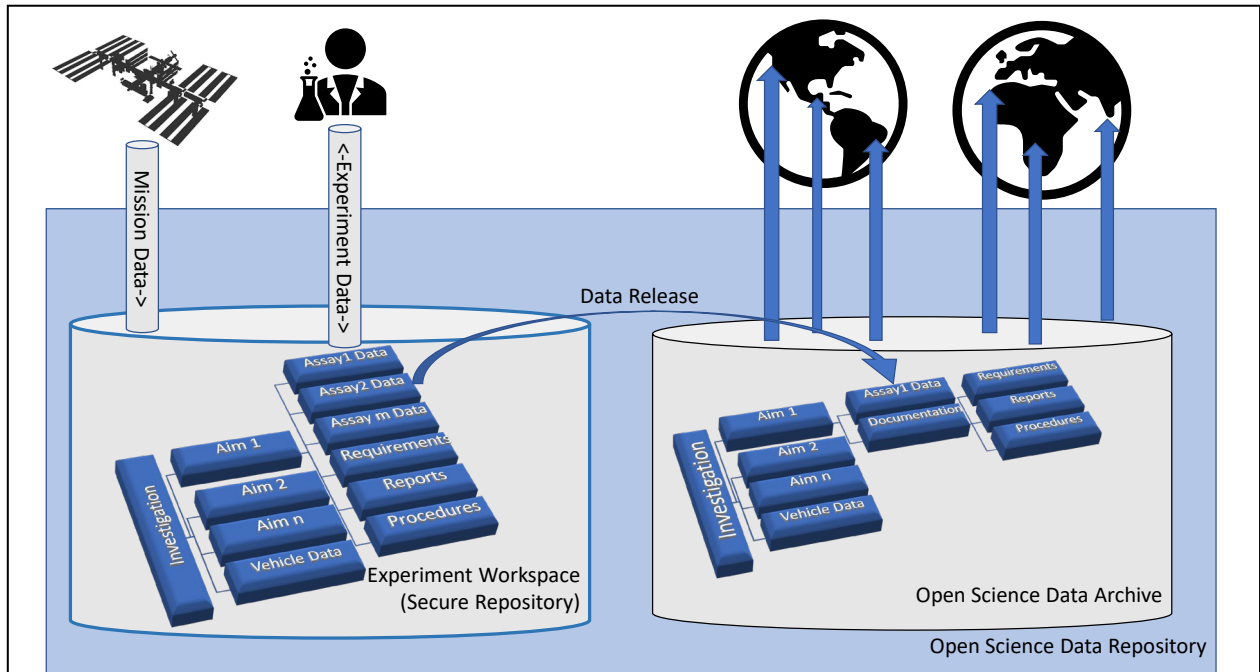 Mission Data->
<-Experiment Data->
Data Release
Assay1 Data
Assay2 Data
Assay m Data
Requirements
Reports
Procedures
Aim 1
Aim 2
Aim n
Vehicle Data
Investigation
Experiment Workspace
(Secure Repository)
Investigation
Aim 1
Aim 2
Aim n
Vehicle Data
Assay1 Data
Documentation
Requirements
Reports
Procedures
Open Science Data Archive
Open Science Data Repository